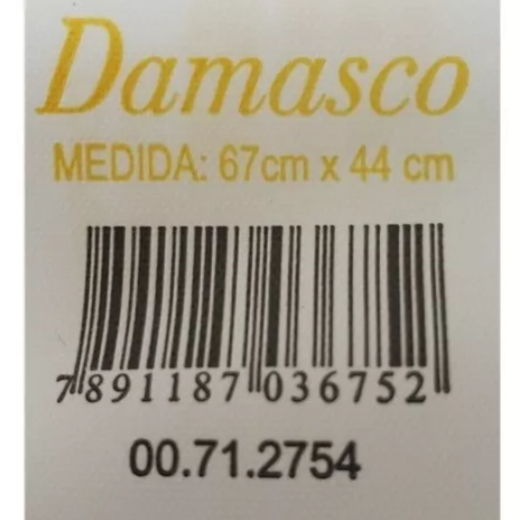 Damasco
MEDIDA: 67cm x 44 cm
7891187036752
00.71.2754